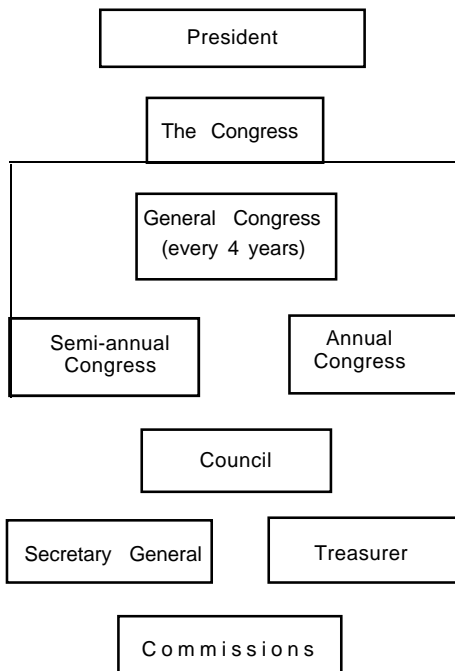 President
The Congress
General Congress
(every 4 years)
Semi-annual
Congress
Annual
Congress
Council
Secretary General
Treasurer
Commissions